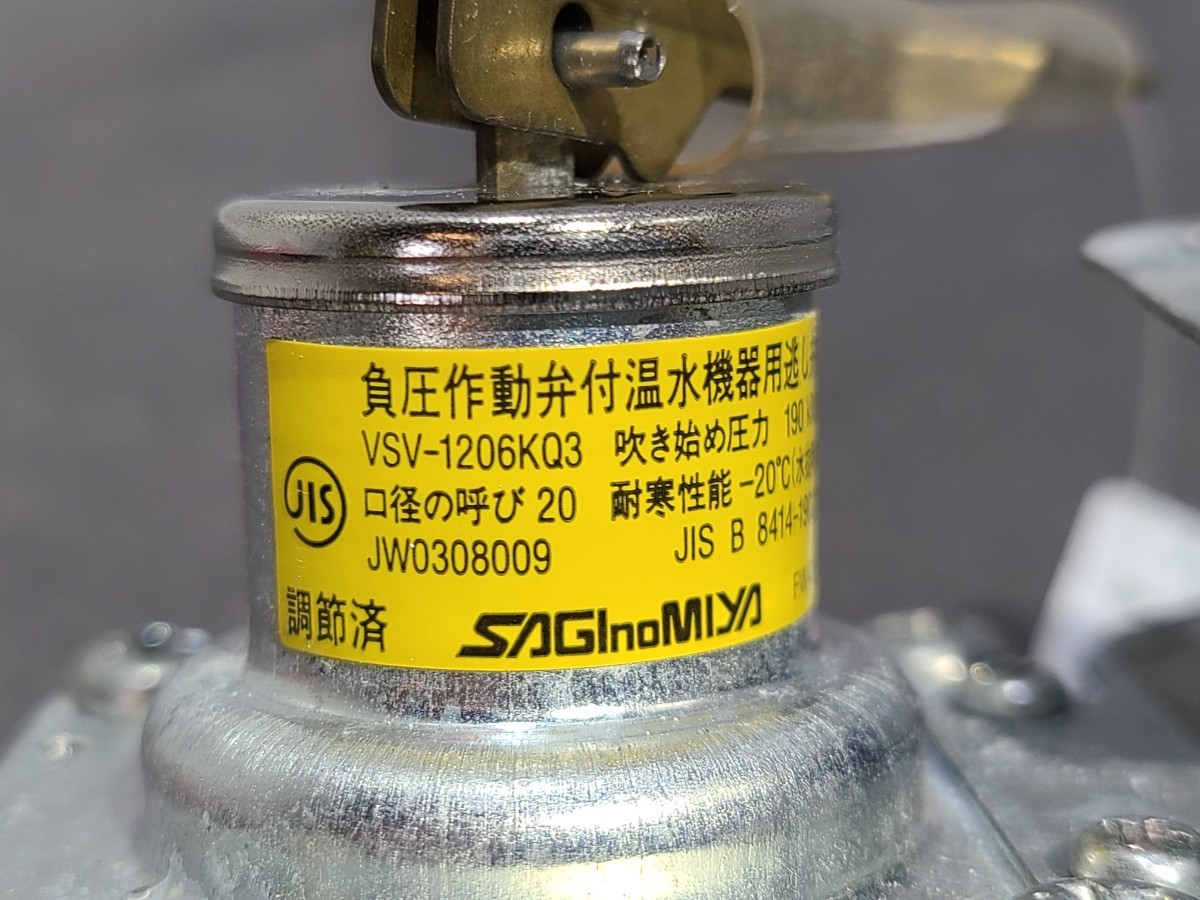 負圧作動弁付温水機器用逃し
VSV-1206KQ3 吹き始め圧力 190
JIS
口径の呼び 20 耐寒性能 -20℃(水
JW0308009 JIS B 8414-19
調節済 SAGInoMIYA